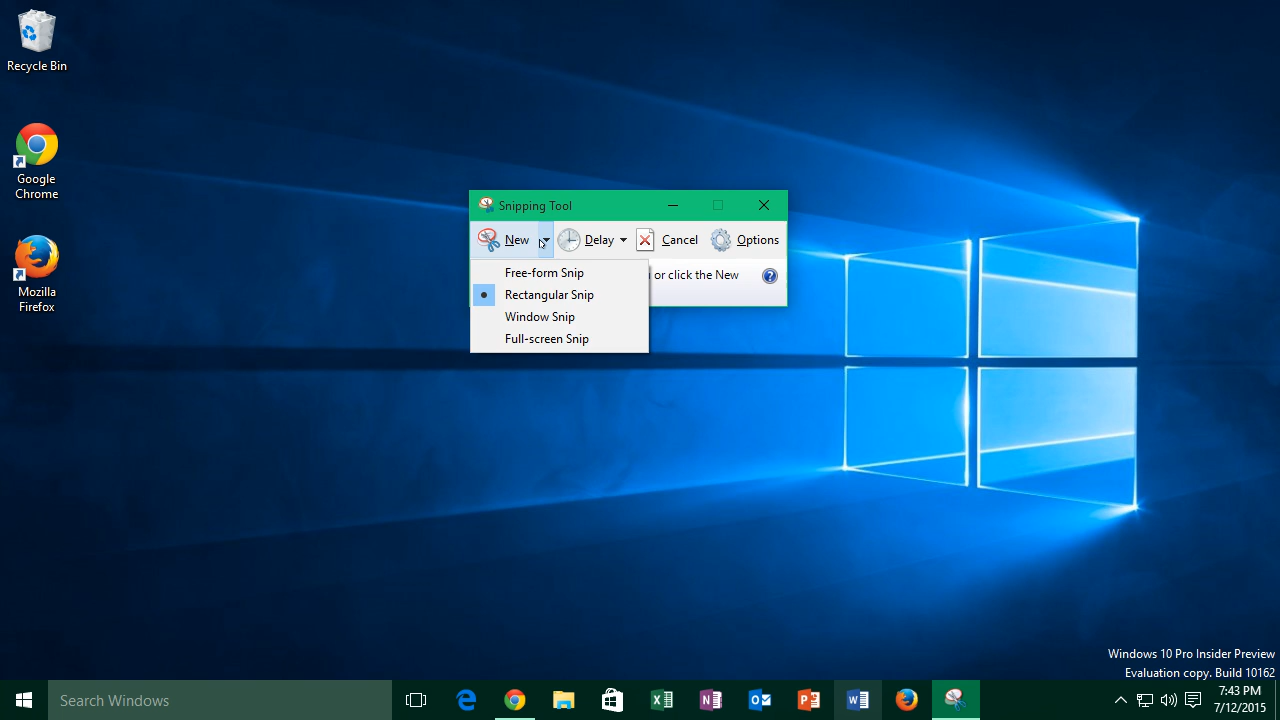 Recycle Bin
Google
Chrome
Mozilla
Firefox
Snipping Tool
New
Delay
Cancel
Options
or click the New
Free-form Snip
Rectangular Snip
Window Snip
Full-screen Snip
Windows 10 Pro Insider Preview
Evaluation copy. Build 10162
Search Windows
7:43 PM
7/12/2015